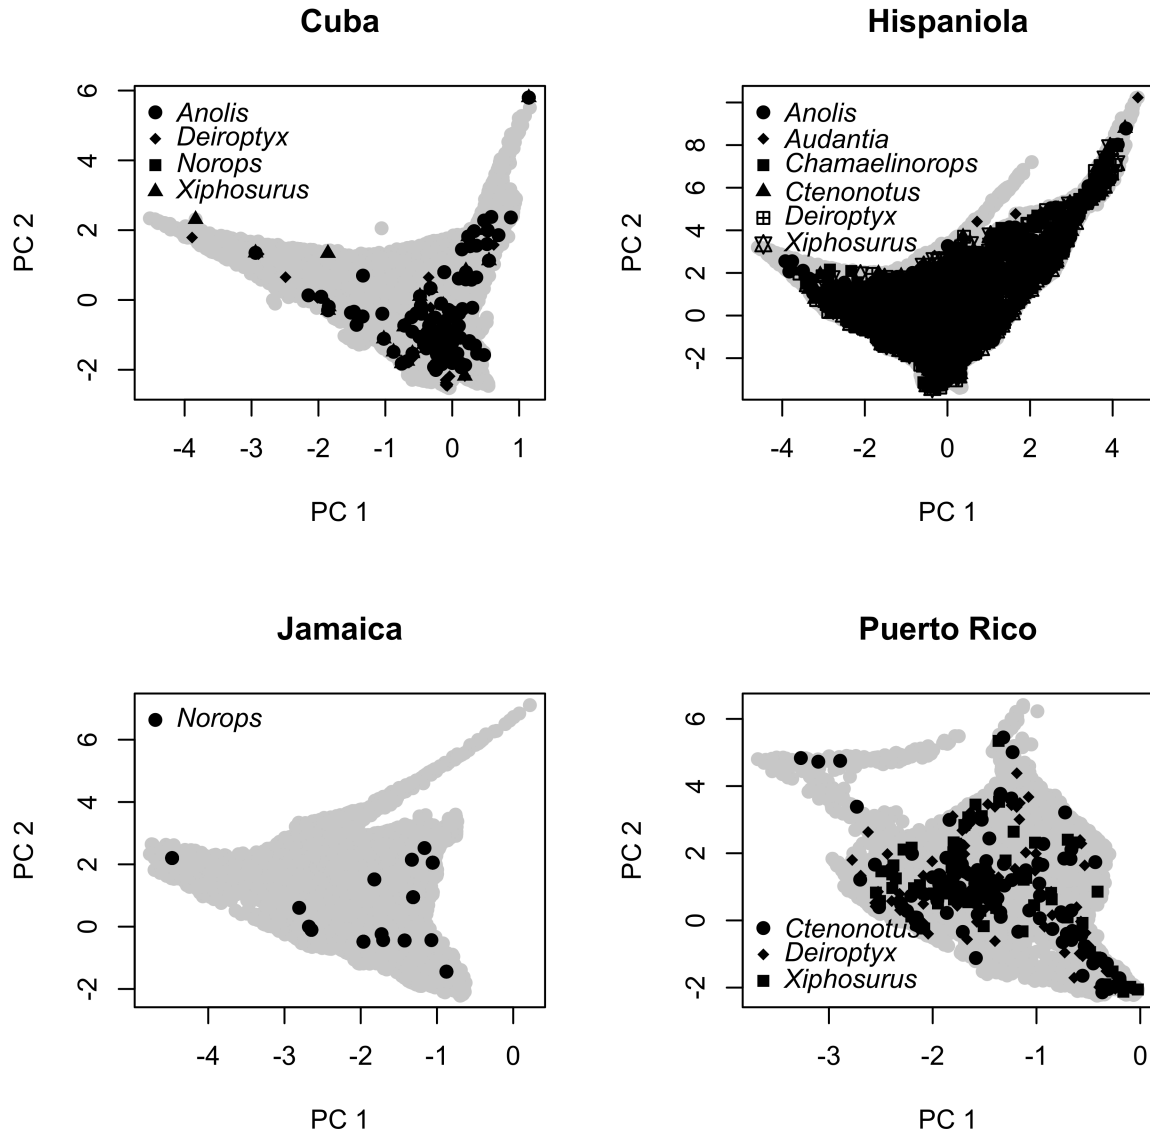 Cuba
6
4
2
0
-2
PC 2
Anolis
Deiroptyx
Norops
Xiphosurus
-4 -3 -2 -1 0 1
PC 1
Hispaniola
8
6
4
2
0
-2
PC 2
Anolis
Audantia
Chamaelinorops
Ctenonotus
Deiroptyx
Xiphosurus
-4 -2 0 2 4
PC 1
Jamaica
6
4
2
0
-2
PC 2
Norops
-4 -3 -2 -1 0
PC 1
Puerto Rico
6
4
2
0
-2
PC 2
Ctenonotus
Deiroptyx
Xiphosurus
-3 -2 -1 0
PC 1